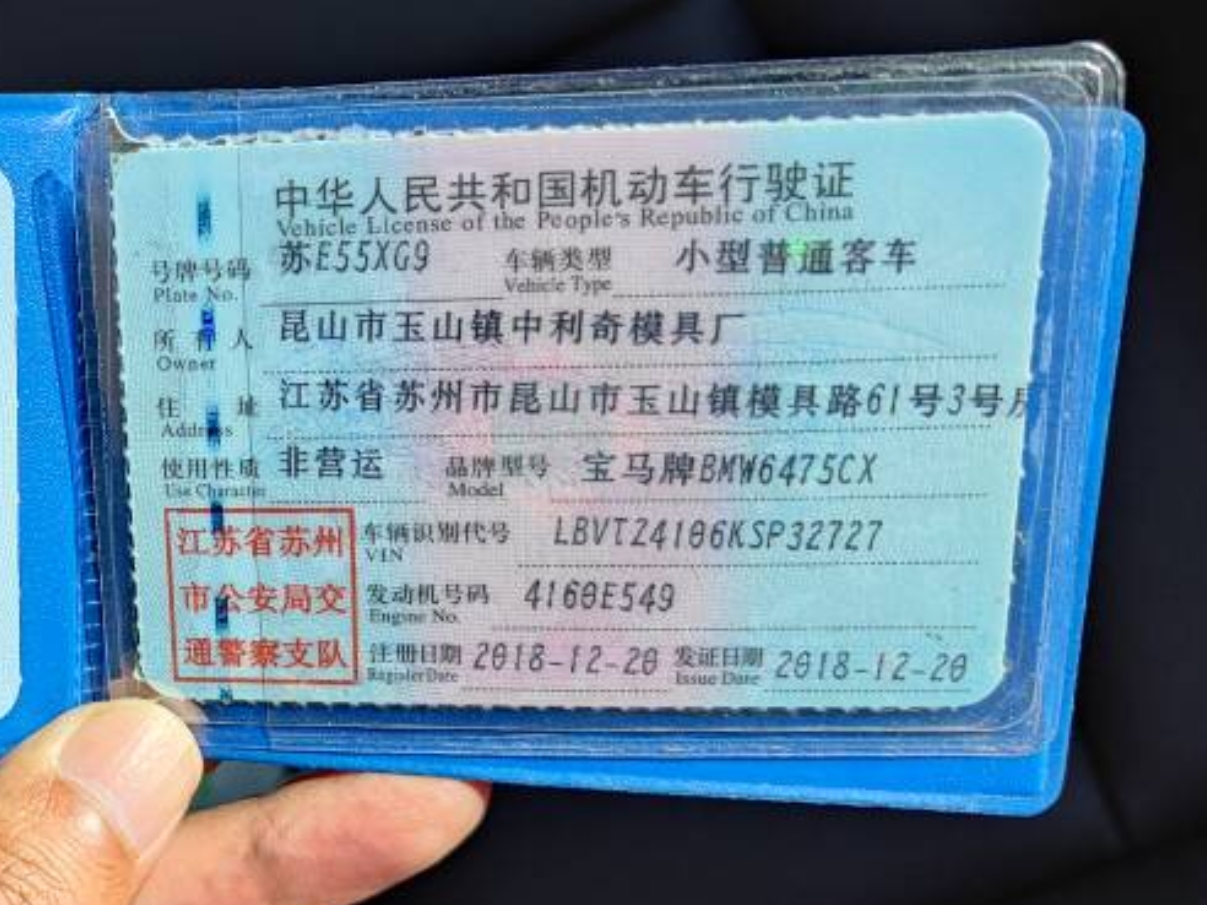 中华人民共和国机动车行驶证
Vehicle License of the People's Republic of China
号牌号码 苏E55XG9 车辆类型 小型普通客车
Plate No. Vehicle Type
所有人 昆山市玉山镇中利奇模具厂
Owner
住址 江苏省苏州市昆山市玉山镇模具路61号3号房
Address
使用性质 非营运 品牌型号 宝马牌BMW6475CX
Use Character Model
江苏省苏州
市公安局交
通警察支队
车辆识别代号 LBVTZ4106KSP32727
VIN
发动机号码 4160E549
Engine No.
注册日期 2018-12-20 发证日期 2018-12-20
Register Date Issue Date